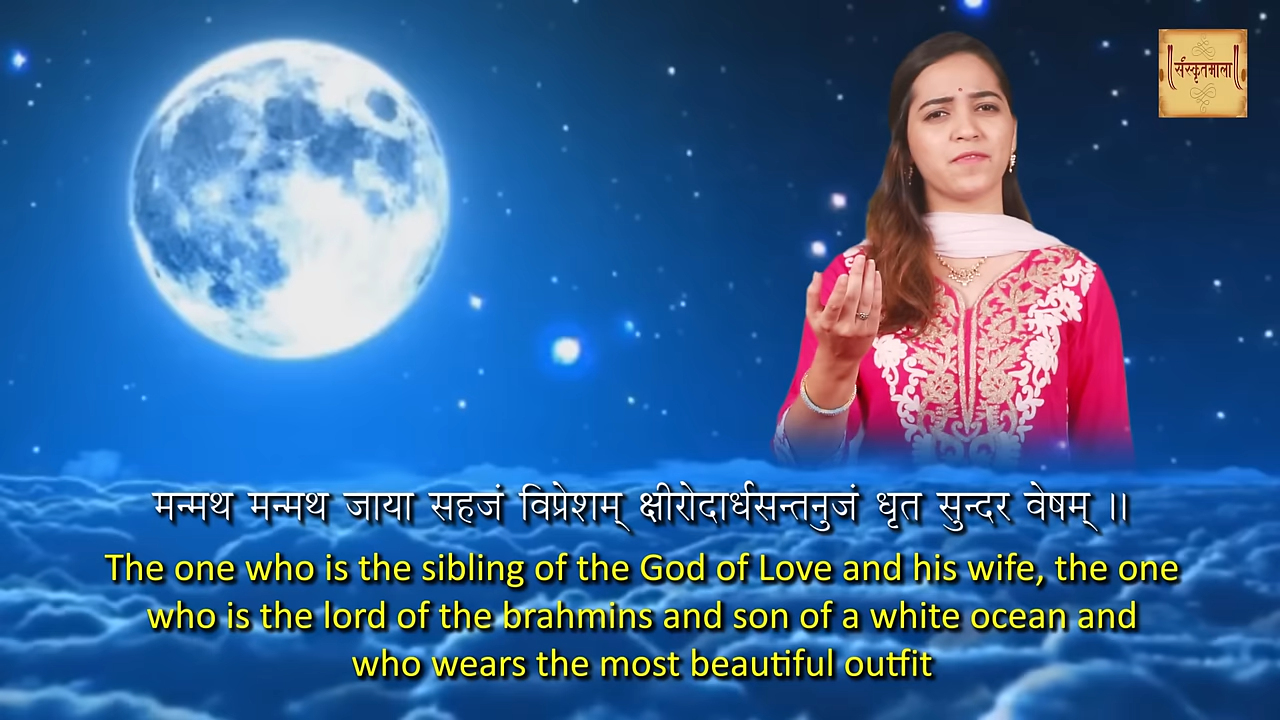 संस्कृतमाला
मन्मथ मन्मथ जाया सहजं विप्रेशम् क्षीरोदार्धसन्तनुजं धृत सुन्दर वेषम् ॥
The one who is the sibling of the God of Love and his wife, the one
who is the lord of the brahmins and son of a white ocean and
who wears the most beautiful outfit